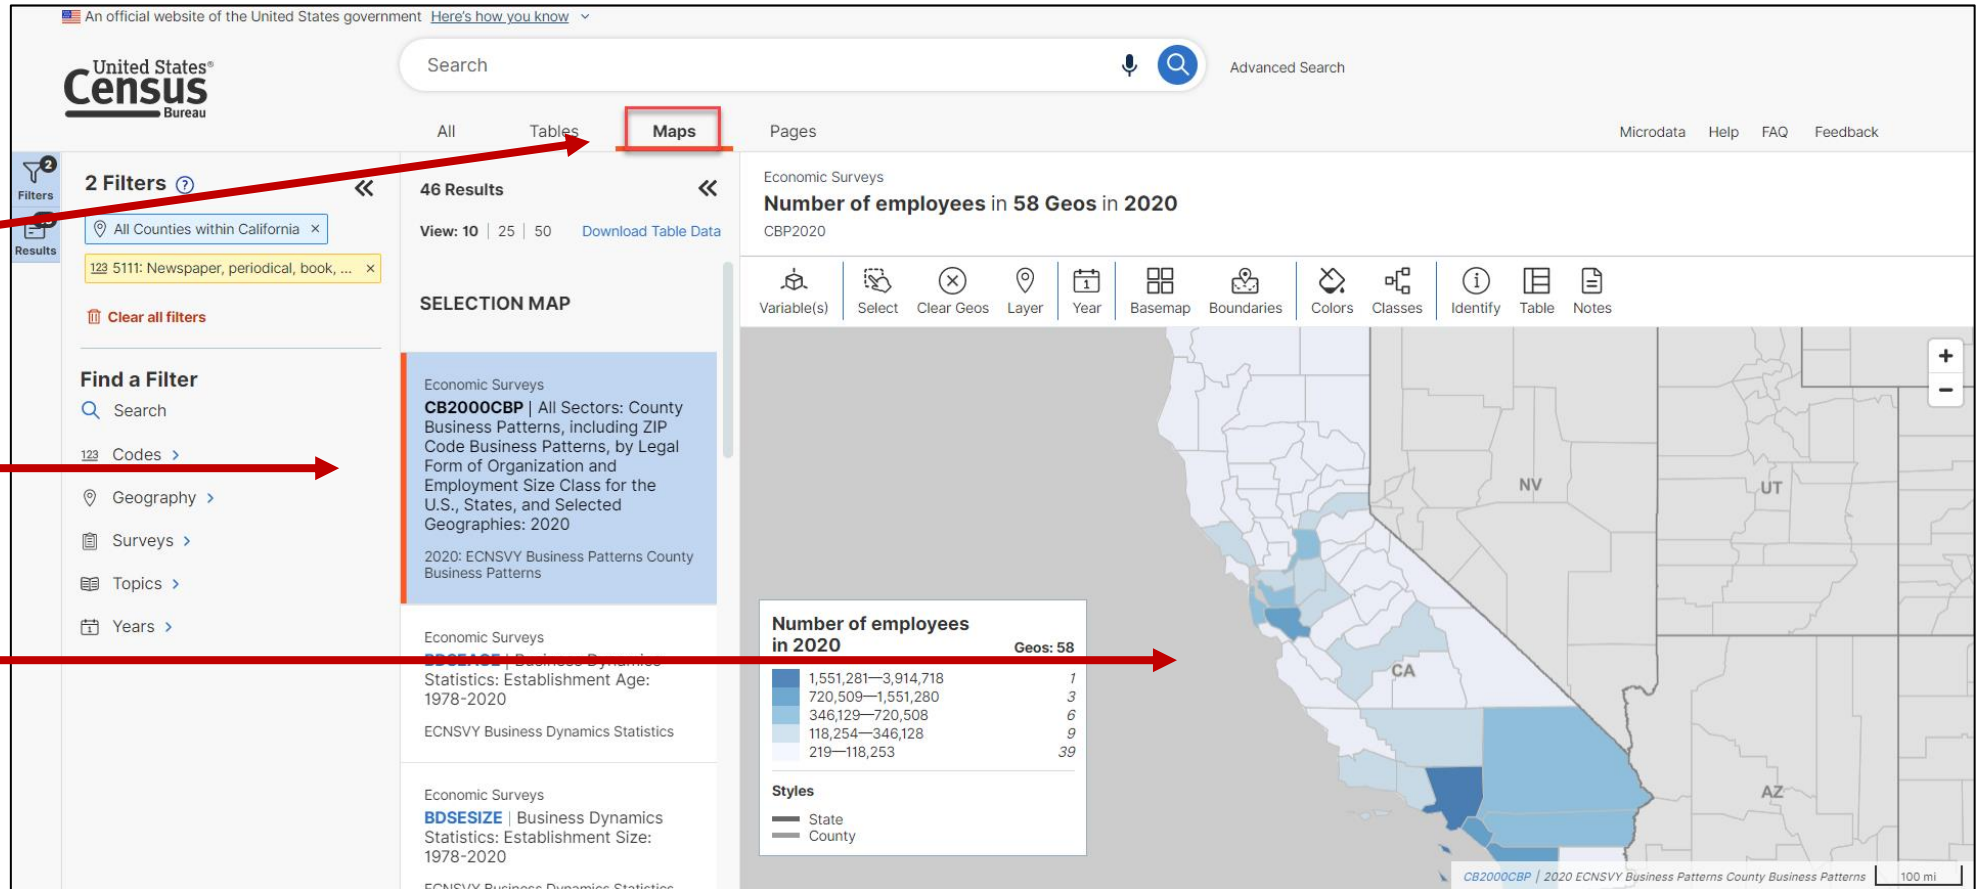 An official website of the United States government Here's how you know
United States®
Census
Bureau
Search
Advanced Search
All Tables Maps Pages
Microdata Help FAQ Feedback
2
Filters
Results
2 Filters ?
All Counties within California ×
123 5111: Newspaper, periodical, book, ... ×
Clear all filters
Find a Filter
Search
123 Codes >
Geography >
Surveys >
Topics >
Years >
46 Results
View: 10 | 25 | 50 Download Table Data
SELECTION MAP
Economic Surveys
CB2000CBP | All Sectors: County
Business Patterns, including ZIP
Code Business Patterns, by Legal
Form of Organization and
Employment Size Class for the
U.S., States, and Selected
Geographies: 2020
2020: ECNSVY Business Patterns County
Business Patterns
Economic Surveys
BDSEAGE | Business Dynamics
Statistics: Establishment Age:
1978-2020
ECNSVY Business Dynamics Statistics
Economic Surveys
BDSESIZE | Business Dynamics
Statistics: Establishment Size:
1978-2020
ECNSVY Business Dynamics Statistics
Economic Surveys
Number of employees in 58 Geos in 2020
CBP2020
Variable(s) Select Clear Geos Layer Year Basemap Boundaries Colors Classes Identify Table Notes
+
−
NV
UT
CA
AZ
Number of employees
in 2020 Geos: 58
1,551,281—3,914,718 1
720,509—1,551,280 3
346,129—720,508 6
118,254—346,128 9
219—118,253 39
Styles
State
County
CB2000CBP | 2020 ECNSVY Business Patterns County Business Patterns 100 mi